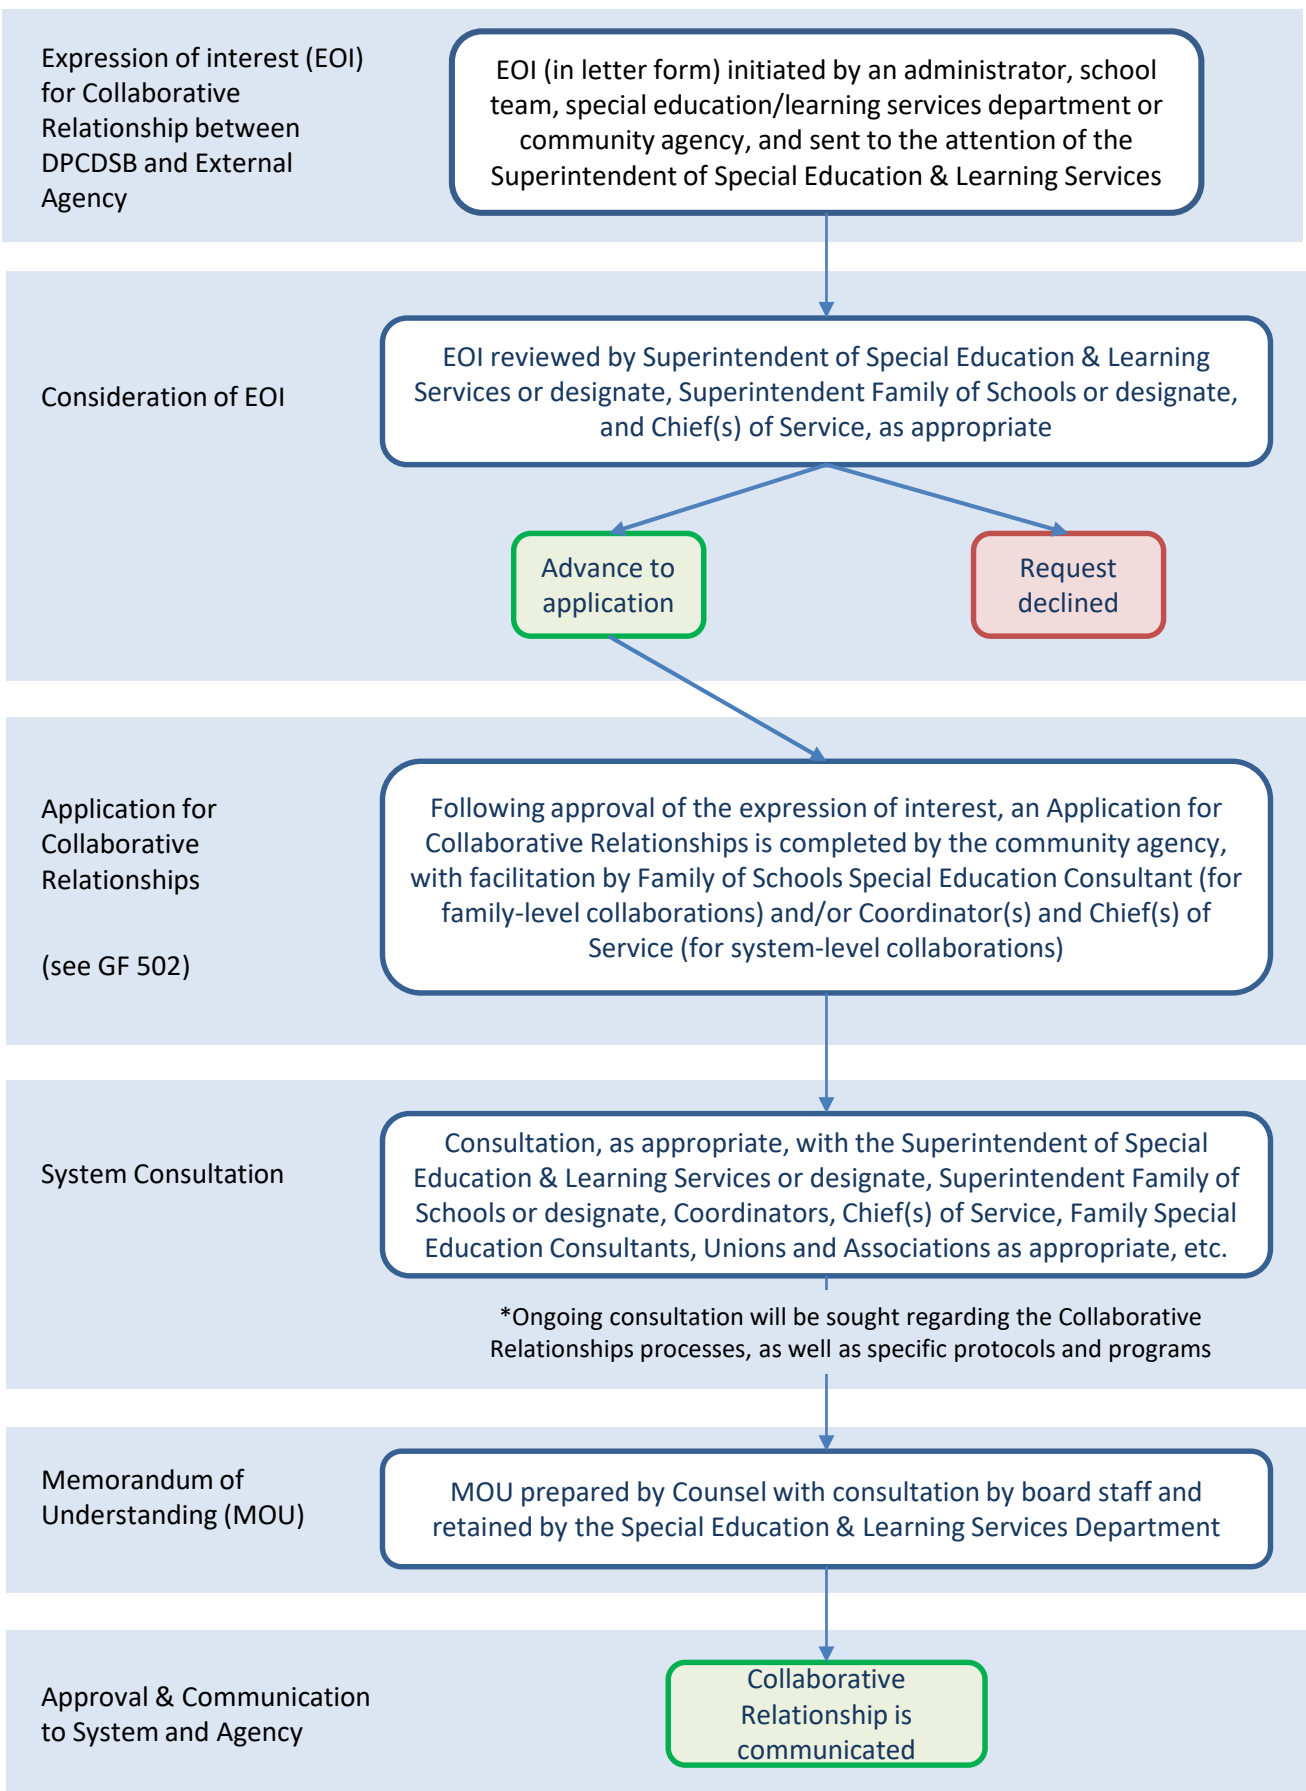 Expression of interest (EOI)
for Collaborative
Relationship between
DPCDSB and External
Agency
EOI (in letter form) initiated by an administrator, school
team, special education/learning services department or
community agency, and sent to the attention of the
Superintendent of Special Education & Learning Services
Consideration of EOI
EOI reviewed by Superintendent of Special Education & Learning
Services or designate, Superintendent Family of Schools or designate,
and Chief(s) of Service, as appropriate
Advance to
application
Request
declined
Application for
Collaborative
Relationships
(see GF 502)
Following approval of the expression of interest, an Application for
Collaborative Relationships is completed by the community agency,
with facilitation by Family of Schools Special Education Consultant (for
family-level collaborations) and/or Coordinator(s) and Chief(s) of
Service (for system-level collaborations)
System Consultation
Consultation, as appropriate, with the Superintendent of Special
Education & Learning Services or designate, Superintendent Family of
Schools or designate, Coordinators, Chief(s) of Service, Family Special
Education Consultants, Unions and Associations as appropriate, etc.
*Ongoing consultation will be sought regarding the Collaborative
Relationships processes, as well as specific protocols and programs
Memorandum of
Understanding (MOU)
MOU prepared by Counsel with consultation by board staff and
retained by the Special Education & Learning Services Department
Approval & Communication
to System and Agency
Collaborative
Relationship is
communicated